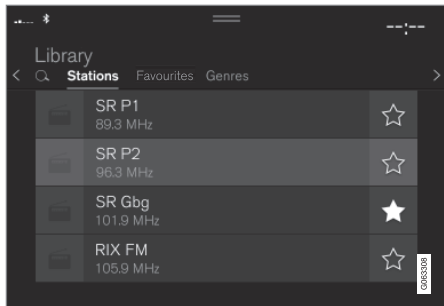 --:--
Library
Stations Favourites Genres
SR P1
89.3 MHz
SR P2
96.3 MHz
SR Gbg
101.9 MHz
RIX FM
105.9 MHz
G063308